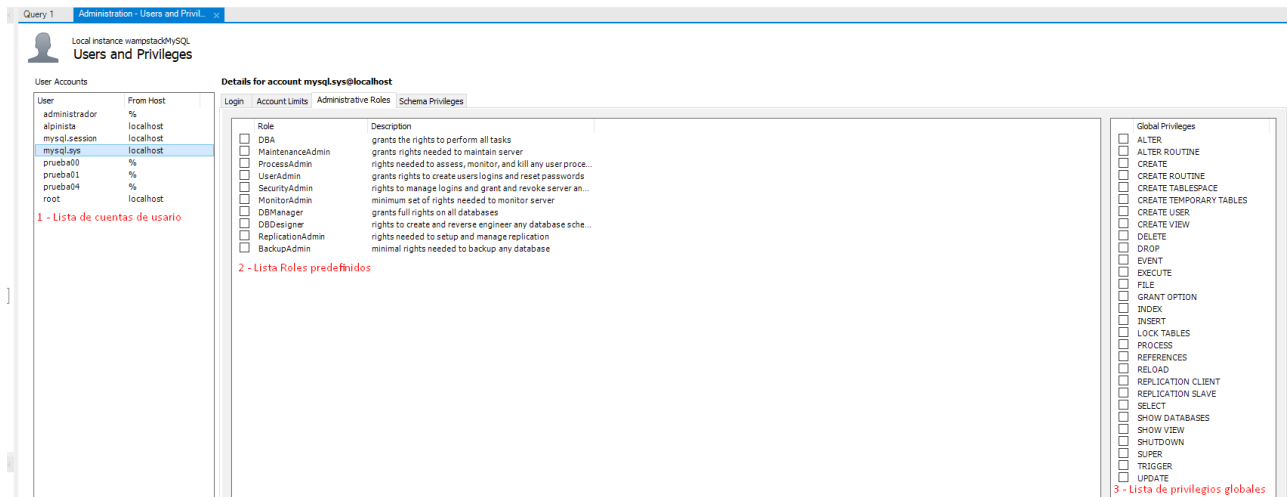 Query 1
Administration - Users and Privil... x
Local instance wampstackMySQL
Users and Privileges
User Accounts
User From Host
administrador %
alpinista localhost
mysql.session localhost
mysql.sys localhost
prueba00 %
prueba01 %
prueba04 %
root localhost
1 - Lista de cuentas de usario
Details for account mysql.sys@localhost
Login Account Limits Administrative Roles Schema Privileges
Role Description
DBA grants the rights to perform all tasks
MaintenanceAdmin grants rights needed to maintain server
ProcessAdmin rights needed to assess, monitor, and kill any user proce...
UserAdmin grants rights to create users logins and reset passwords
SecurityAdmin rights to manage logins and grant and revoke server an...
MonitorAdmin minimum set of rights needed to monitor server
DBManager grants full rights on all databases
DBDesigner rights to create and reverse engineer any database sche...
ReplicationAdmin rights needed to setup and manage replication
BackupAdmin minimal rights needed to backup any database
2 - Lista Roles predefinidos
Global Privileges
ALTER
ALTER ROUTINE
CREATE
CREATE ROUTINE
CREATE TABLESPACE
CREATE TEMPORARY TABLES
CREATE USER
CREATE VIEW
DELETE
DROP
EVENT
EXECUTE
FILE
GRANT OPTION
INDEX
INSERT
LOCK TABLES
PROCESS
REFERENCES
RELOAD
REPLICATION CLIENT
REPLICATION SLAVE
SELECT
SHOW DATABASES
SHOW VIEW
SHUTDOWN
SUPER
TRIGGER
UPDATE
3 - Lista de privilegios globales